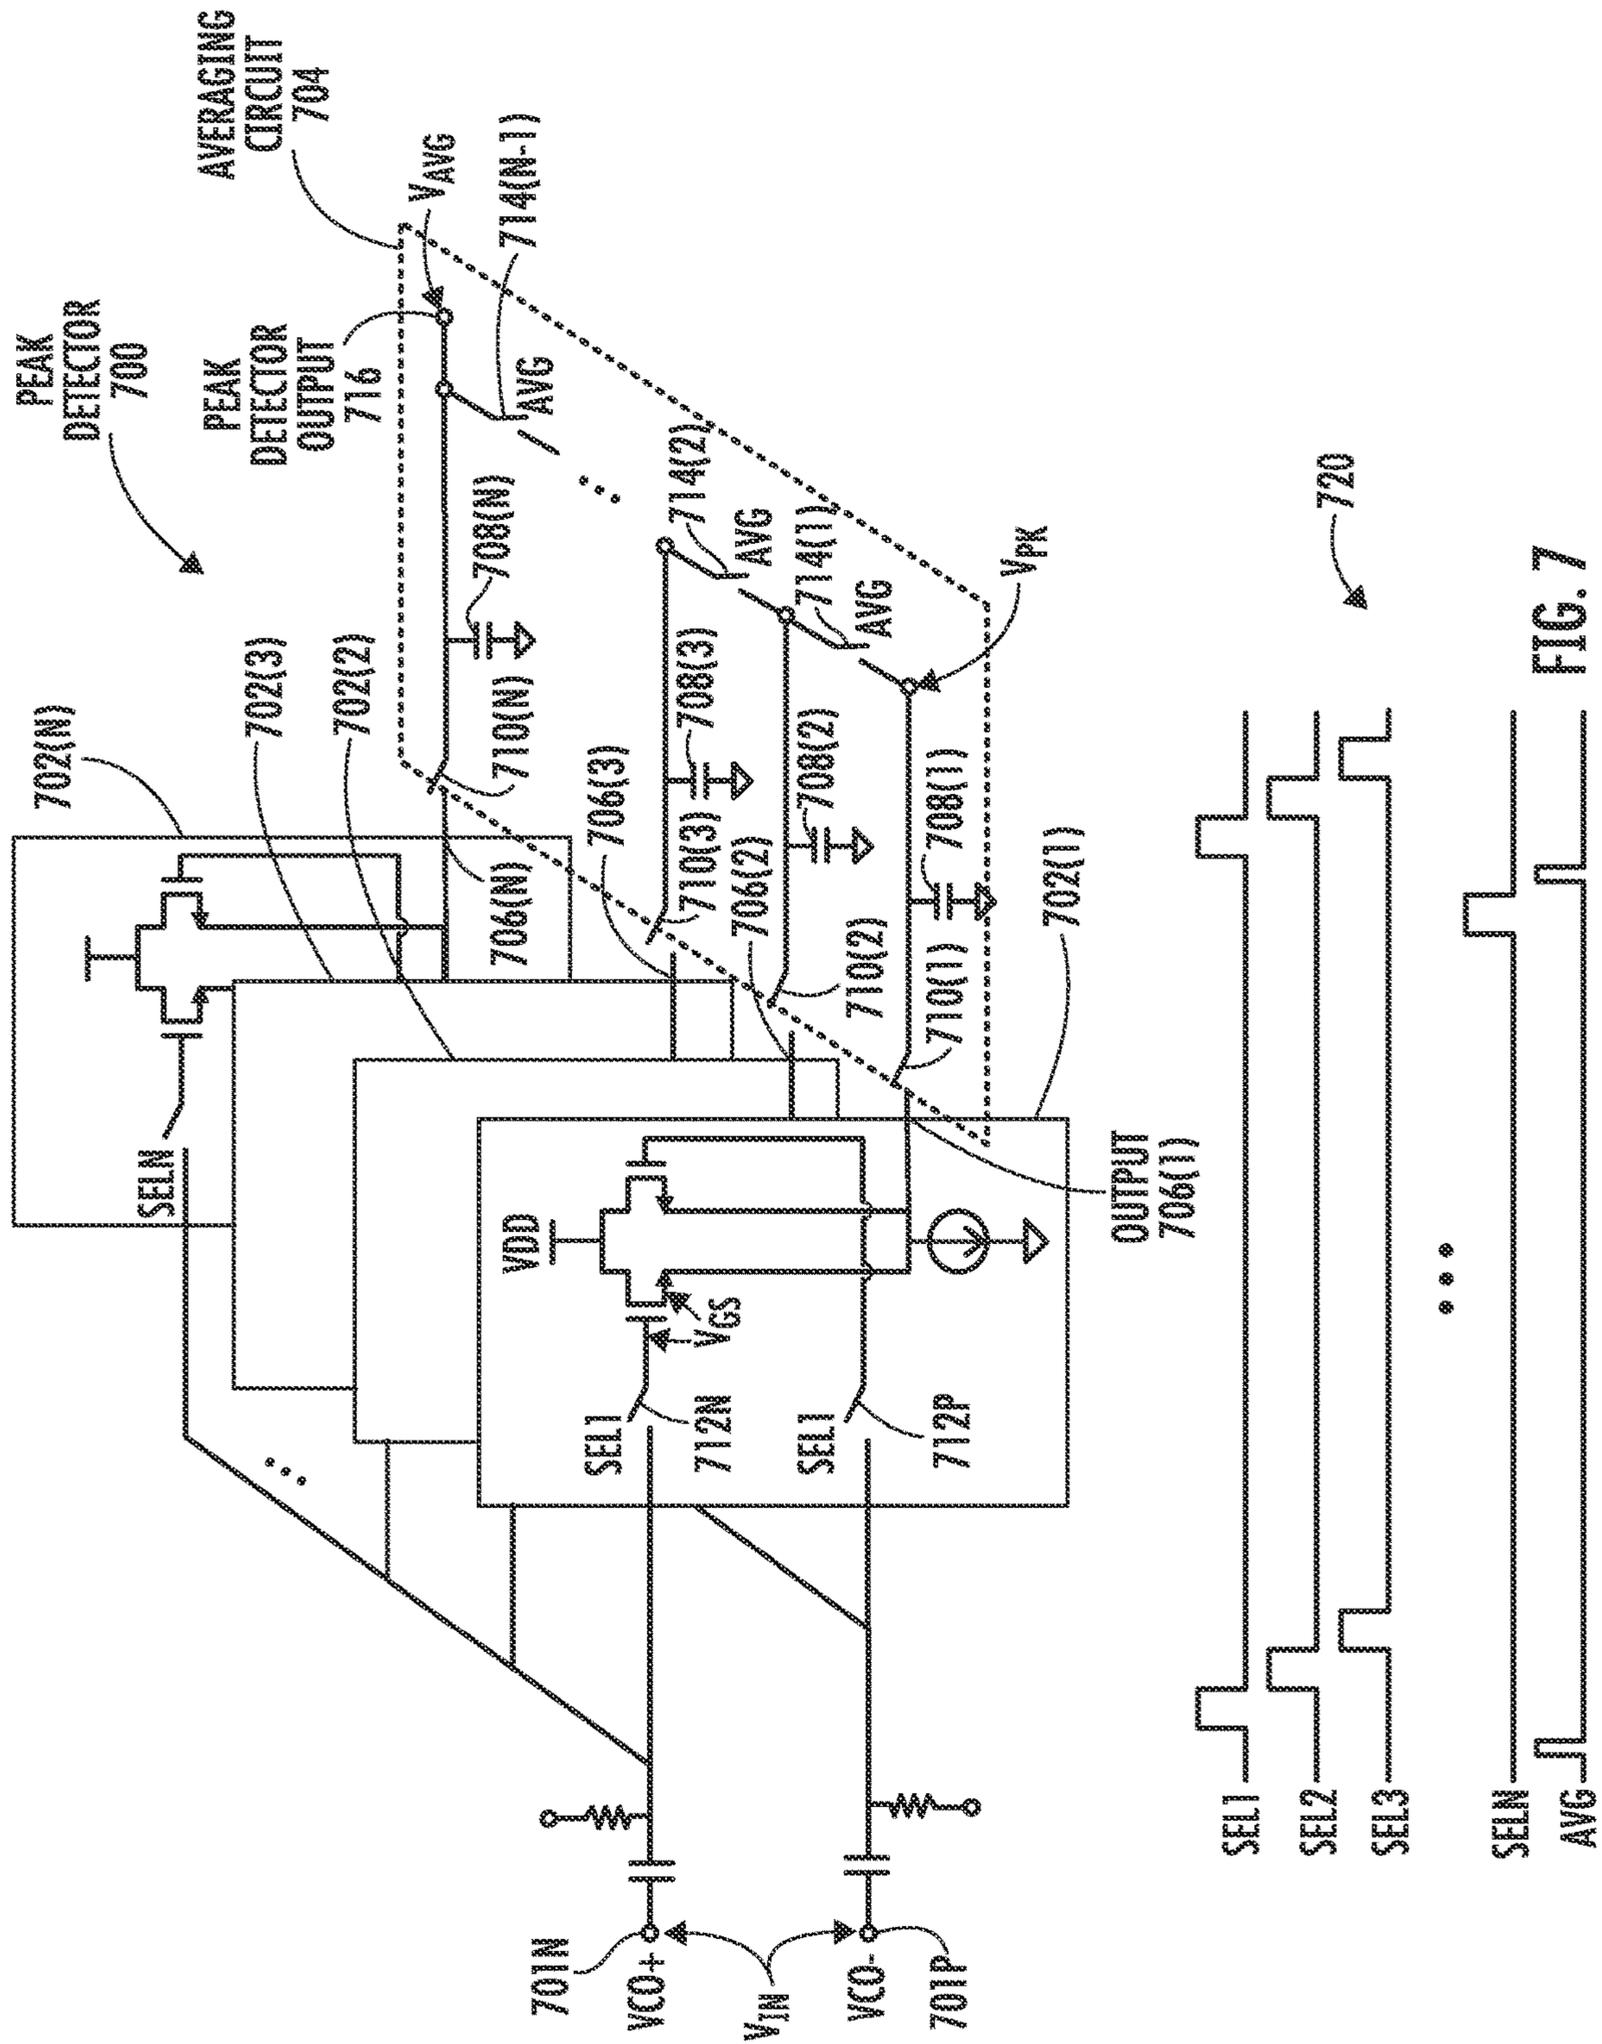 PEAK
DETECTOR
700
AVERAGING
CIRCUIT
704
PEAK
DETECTOR
OUTPUT
716
VAVG
714(N-1)
AVG
702(N)
702(3)
702(2)
SELN
706(N)
710(N)
708(N)
706(3)
710(3)
708(3)
714(2)
AVG
706(2)
710(2)
708(2)
714(1)
AVG
VPK
710(1)
708(1)
702(1)
OUTPUT
706(1)
VDD
VGS
SEL1
712N
SEL1
712P
701N
VCO+
VIN
VCO-
701P
720
SEL1
SEL2
SEL3
SELN
AVG
FIG. 7